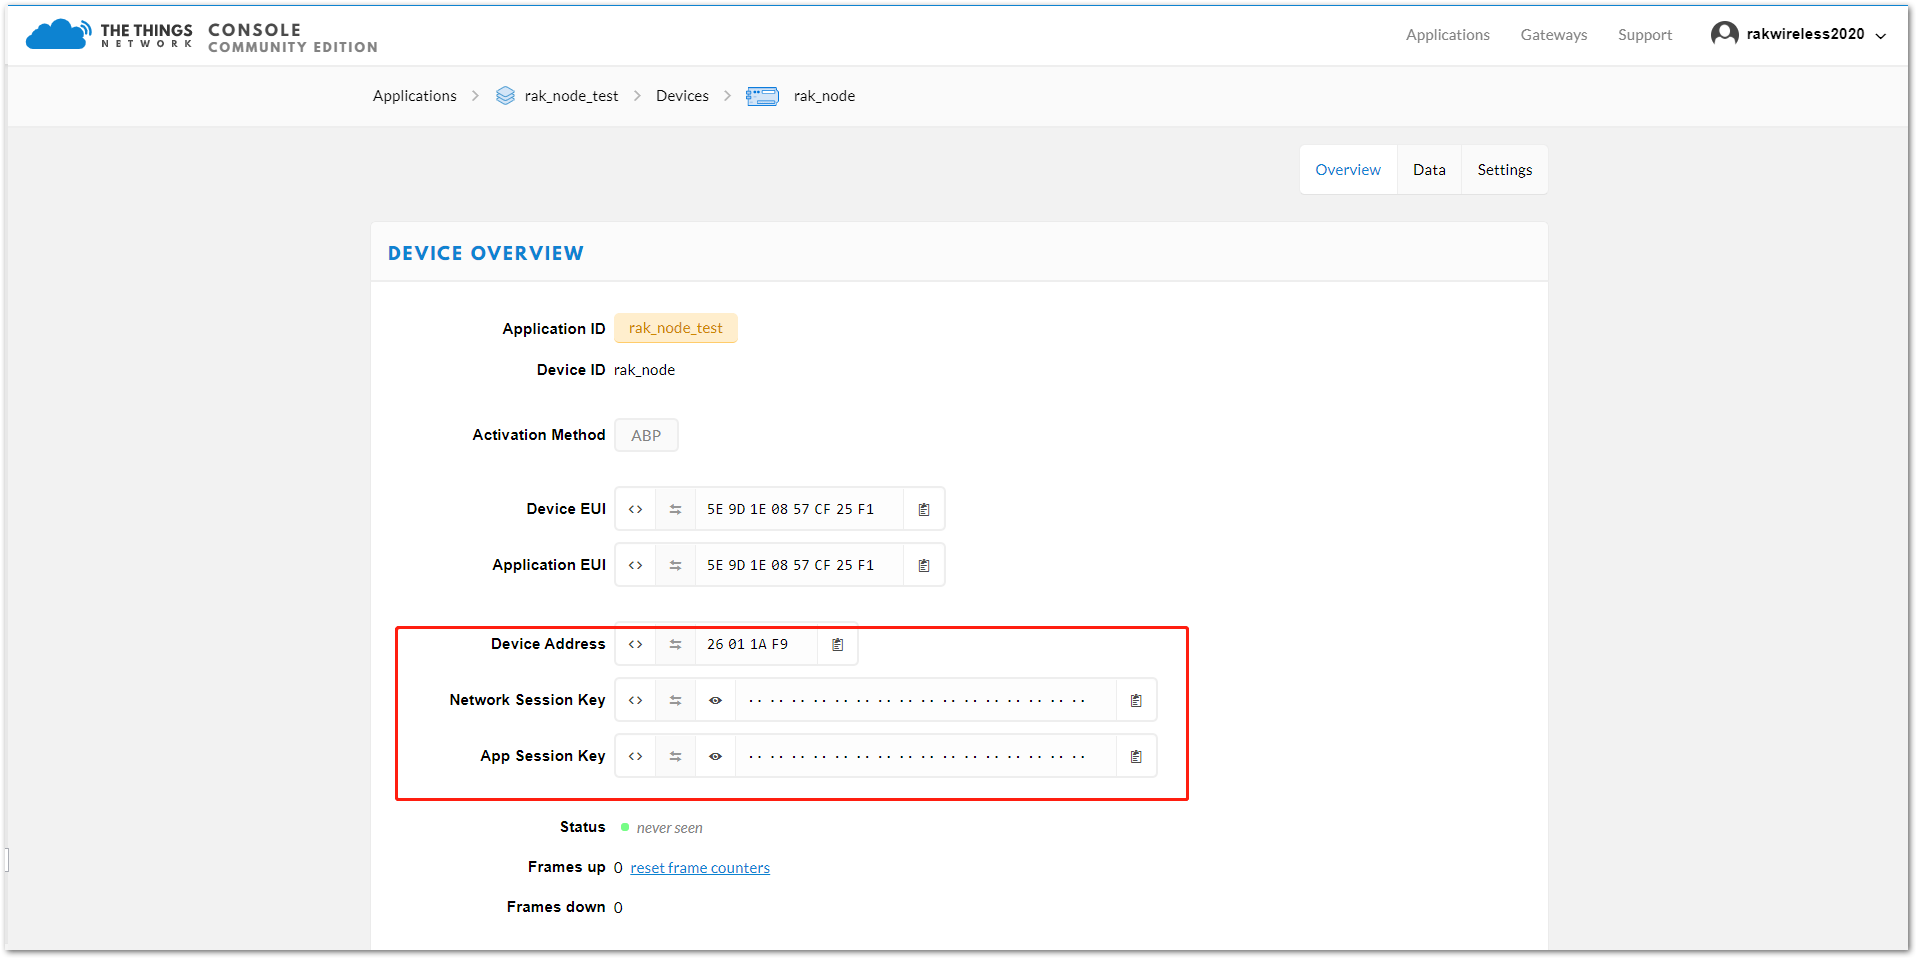 THE THINGS NETWORK CONSOLE COMMUNITY EDITION
Applications Gateways Support rakwireless2020
Applications > rak_node_test > Devices > rak_node
Overview Data Settings
DEVICE OVERVIEW
Application ID rak_node_test
Device ID rak_node
Activation Method ABP
Device EUI <> 5E 9D 1E 08 57 CF 25 F1
Application EUI <> 5E 9D 1E 08 57 CF 25 F1
Device Address <> 26 01 1A F9
Network Session Key <> ·· ·· ·· ·· ·· ·· ·· ·· ·· ·· ·· ·· ·· ·· ·· ··
App Session Key <> ·· ·· ·· ·· ·· ·· ·· ·· ·· ·· ·· ·· ·· ·· ·· ··
Status never seen
Frames up 0 reset frame counters
Frames down 0